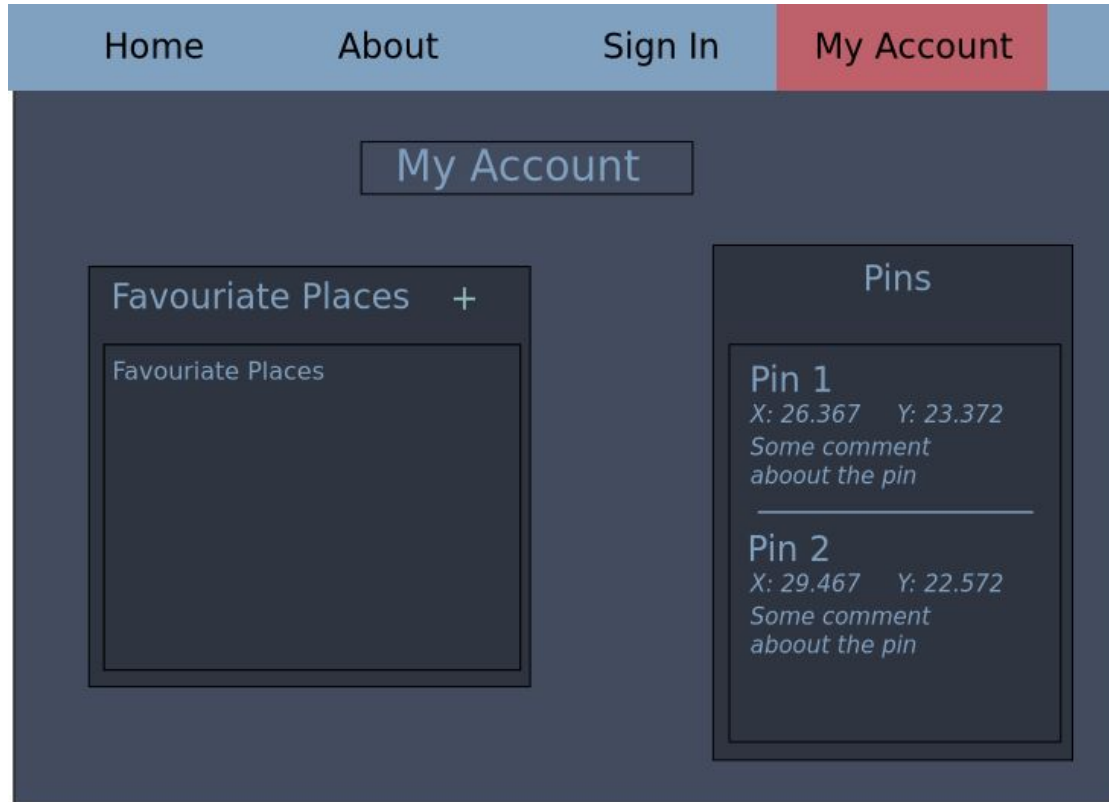 Home About Sign In My Account
My Account
Favouriate Places +
Favouriate Places
Pins
Pin 1
X: 26.367 Y: 23.372
Some comment
aboout the pin
Pin 2
X: 29.467 Y: 22.572
Some comment
aboout the pin